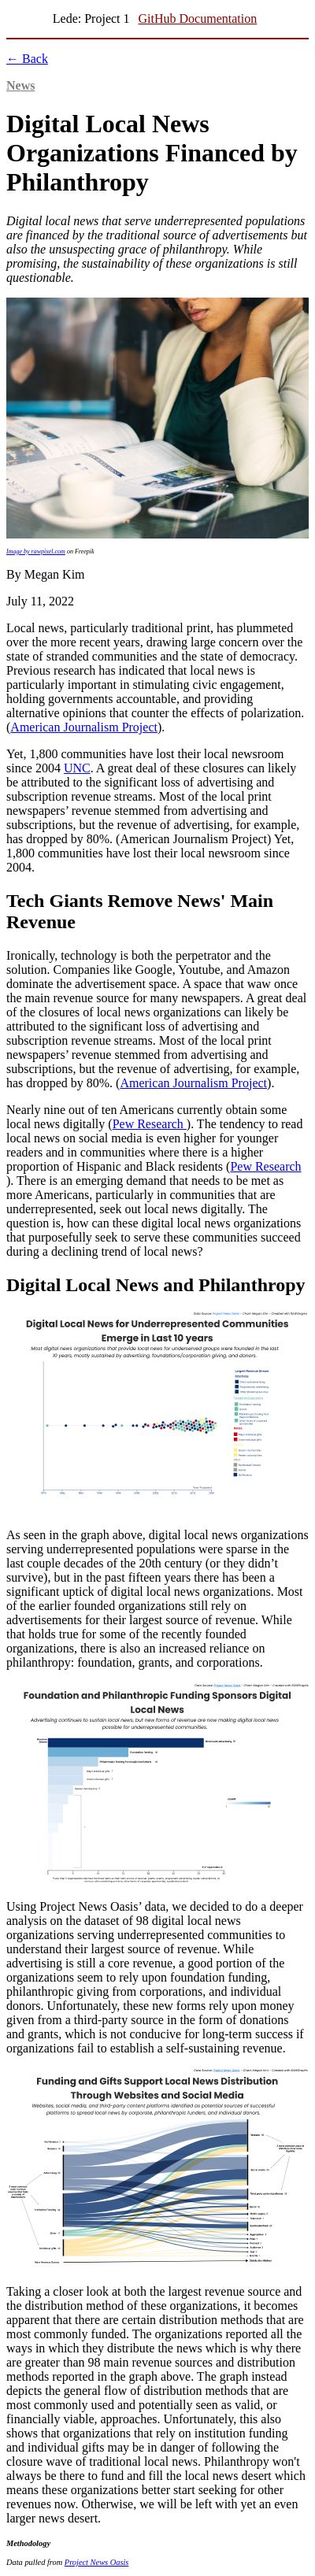 Lede: Project 1 GitHub Documentation
← Back
News
Digital Local News
Organizations Financed by
Philanthropy
Digital local news that serve underrepresented populations
are financed by the traditional source of advertisements but
also the unsuspecting grace of philanthropy. While
promising, the sustainability of these organizations is still
questionable.
Image by rawpixel.com on Freepik
By Megan Kim
July 11, 2022
Local news, particularly traditional print, has plummeted
over the more recent years, drawing large concern over the
state of stranded communities and the state of democracy.
Previous research has indicated that local news is
particularly important in stimulating civic engagement,
holding governments accountable, and providing
alternative opinions that counter the effects of polarization.
(American Journalism Project).
Yet, 1,800 communities have lost their local newsroom
since 2004 UNC. A great deal of these closures can likely
be attributed to the significant loss of advertising and
subscription revenue streams. Most of the local print
newspapers’ revenue stemmed from advertising and
subscriptions, but the revenue of advertising, for example,
has dropped by 80%. (American Journalism Project) Yet,
1,800 communities have lost their local newsroom since
2004.
Tech Giants Remove News' Main
Revenue
Ironically, technology is both the perpetrator and the
solution. Companies like Google, Youtube, and Amazon
dominate the advertisement space. A space that waw once
the main revenue source for many newspapers. A great deal
of the closures of local news organizations can likely be
attributed to the significant loss of advertising and
subscription revenue streams. Most of the local print
newspapers’ revenue stemmed from advertising and
subscriptions, but the revenue of advertising, for example,
has dropped by 80%. (American Journalism Project).
Nearly nine out of ten Americans currently obtain some
local news digitally (Pew Research ). The tendency to read
local news on social media is even higher for younger
readers and in communities where there is a higher
proportion of Hispanic and Black residents (Pew Research
). There is an emerging demand that needs to be met as
more Americans, particularly in communities that are
underrepresented, seek out local news digitally. The
question is, how can these digital local news organizations
that purposefully seek to serve these communities succeed
during a declining trend of local news?
Digital Local News and Philanthropy
Digital Local News for Underrepresented Communities
Emerge in Last 10 years
Most digital news organizations that provide local news for underserved groups were founded in the last
10 years, mostly sustained by advertising, foundations/corporation giving, and donors.
As seen in the graph above, digital local news organizations
serving underrepresented populations were sparse in the
last couple decades of the 20th century (or they didn’t
survive), but in the past fifteen years there has been a
significant uptick of digital local news organizations. Most
of the earlier founded organizations still rely on
advertisements for their largest source of revenue. While
that holds true for some of the recently founded
organizations, there is also an increased reliance on
philanthropy: foundation, grants, and corporations.
Foundation and Philanthropic Funding Sponsors Digital
Local News
Advertising continues to sustain local news, but new forms of revenue are now making digital local news
possible for underrepresented communities.
Using Project News Oasis’ data, we decided to do a deeper
analysis on the dataset of 98 digital local news
organizations serving underrepresented communities to
understand their largest source of revenue. While
advertising is still a core revenue, a good portion of the
organizations seem to rely upon foundation funding,
philanthropic giving from corporations, and individual
donors. Unfortunately, these new forms rely upon money
given from a third-party source in the form of donations
and grants, which is not conducive for long-term success if
organizations fail to establish a self-sustaining revenue.
Funding and Gifts Support Local News Distribution
Through Websites and Social Media
Websites, social media, and third-party content identified as potential sources of successful
platforms to spread local news by corporate, philanthropic funders, individual donors.
Taking a closer look at both the largest revenue source and
the distribution method of these organizations, it becomes
apparent that there are certain distribution methods that are
most commonly funded. The organizations reported all the
ways in which they distribute the news which is why there
are greater than 98 main revenue sources and distribution
methods reported in the graph above. The graph instead
depicts the general flow of distribution methods that are
most commonly used and potentially seen as valid, or
financially viable, approaches. Unfortunately, this also
shows that organizations that rely on institution funding
and individual gifts may be in danger of following the
closure wave of traditional local news. Philanthropy won't
always be there to fund and fill the local news desert which
means these organizations better start seeking for other
revenues now. Otherwise, we will be left with yet an even
larger news desert.
Methodology
Data pulled from Project News Oasis